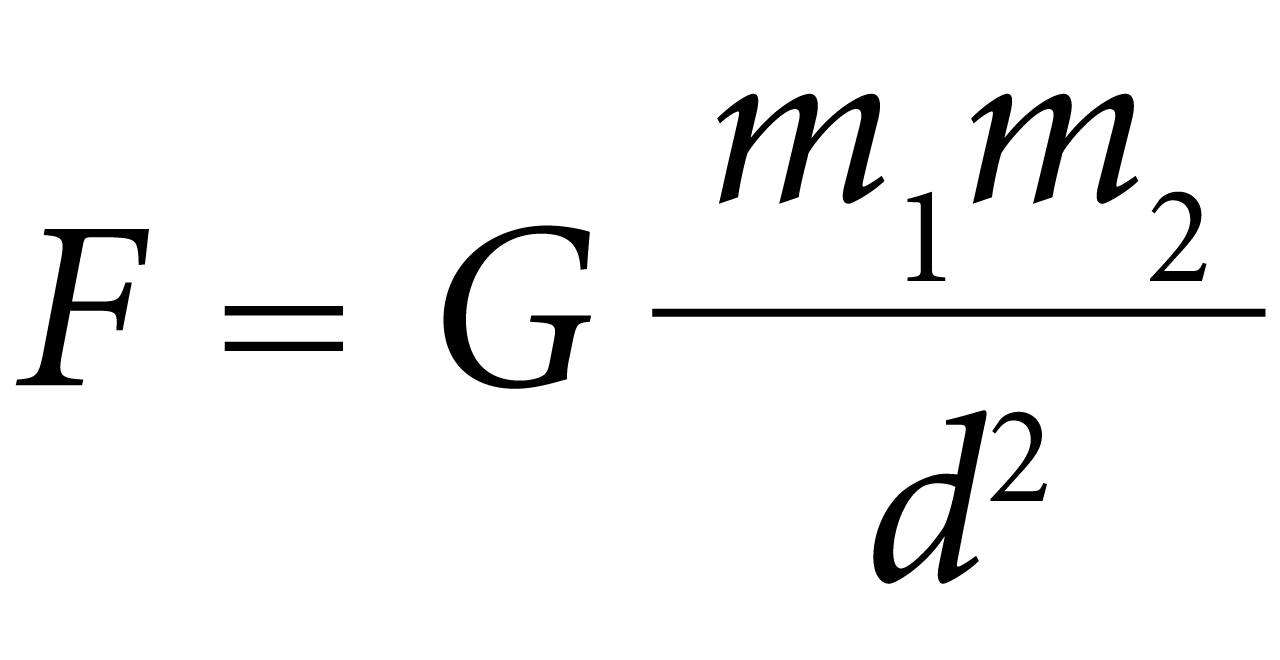 F = G m₁m₂ / d²